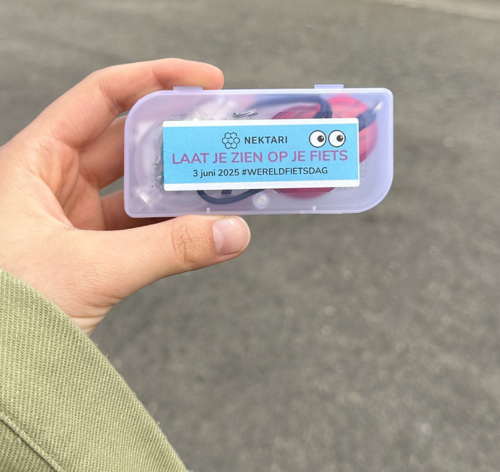 NEKTARI
LAAT JE ZIEN OP JE FIETS
3 juni 2025 #WERELDFIETSDAG